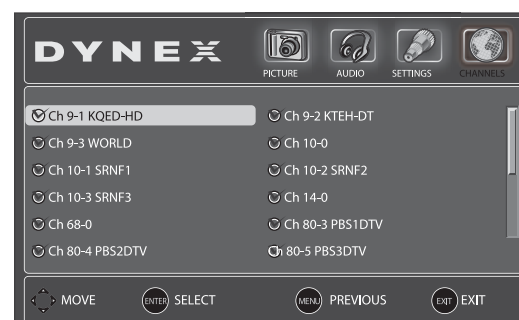 DYNEX
PICTURE AUDIO SETTINGS CHANNELS
Ch 9-1 KQED-HD Ch 9-2 KTEH-DT
Ch 9-3 WORLD Ch 10-0
Ch 10-1 SRNF1 Ch 10-2 SRNF2
Ch 10-3 SRNF3 Ch 14-0
Ch 68-0 Ch 80-3 PBS1DTV
Ch 80-4 PBS2DTV Ch 80-5 PBS3DTV
MOVE ENTER SELECT MENU PREVIOUS EXIT EXIT